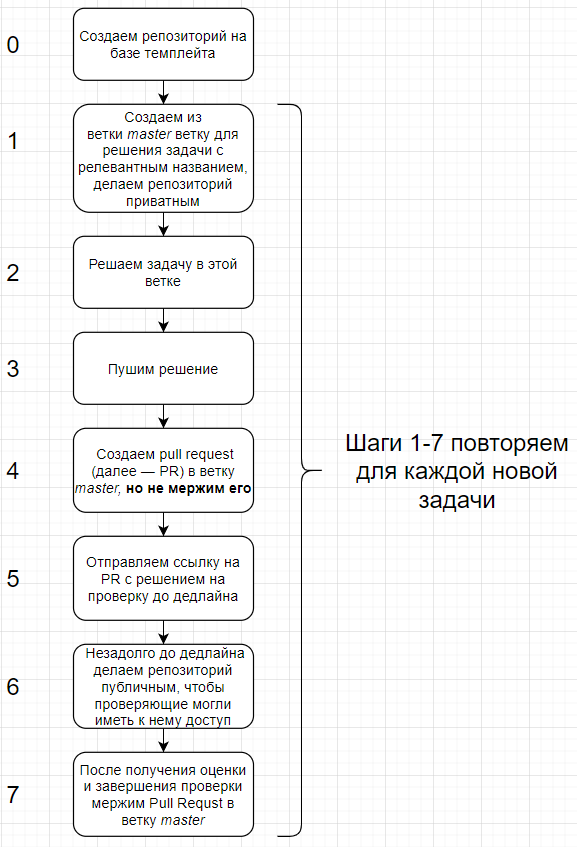 0
Создаем репозиторий на
базе темплейта
1
Создаем из
ветки master ветку для
решения задачи с
релевантным названием,
делаем репозиторий
приватным
2
Решаем задачу в этой
ветке
3
Пушим решение
4
Создаем pull request
(далее — PR) в ветку
master, но не мержим его
Шаги 1-7 повторяем
для каждой новой
задачи
5
Отправляем ссылку на
PR с решением на
проверку до дедлайна
6
Незадолго до дедлайна
делаем репозиторий
публичным, чтобы
проверяющие могли
иметь к нему доступ
7
После получения оценки
и завершения проверки
мержим Pull Requst в
ветку master